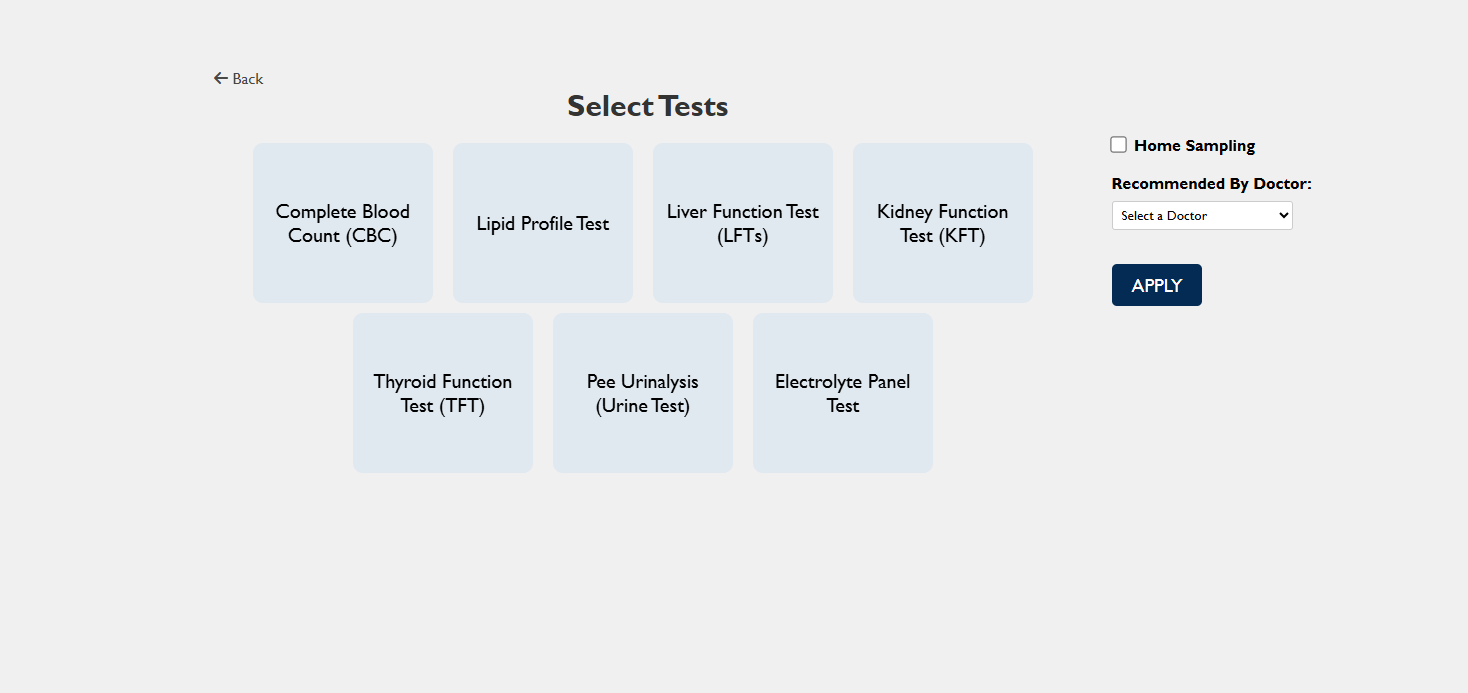 Back
Select Tests
Complete Blood
Count (CBC)
Lipid Profile Test
Liver Function Test
(LFTs)
Kidney Function
Test (KFT)
Thyroid Function
Test (TFT)
Pee Urinalysis
(Urine Test)
Electrolyte Panel
Test
Home Sampling
Recommended By Doctor:
Select a Doctor
APPLY